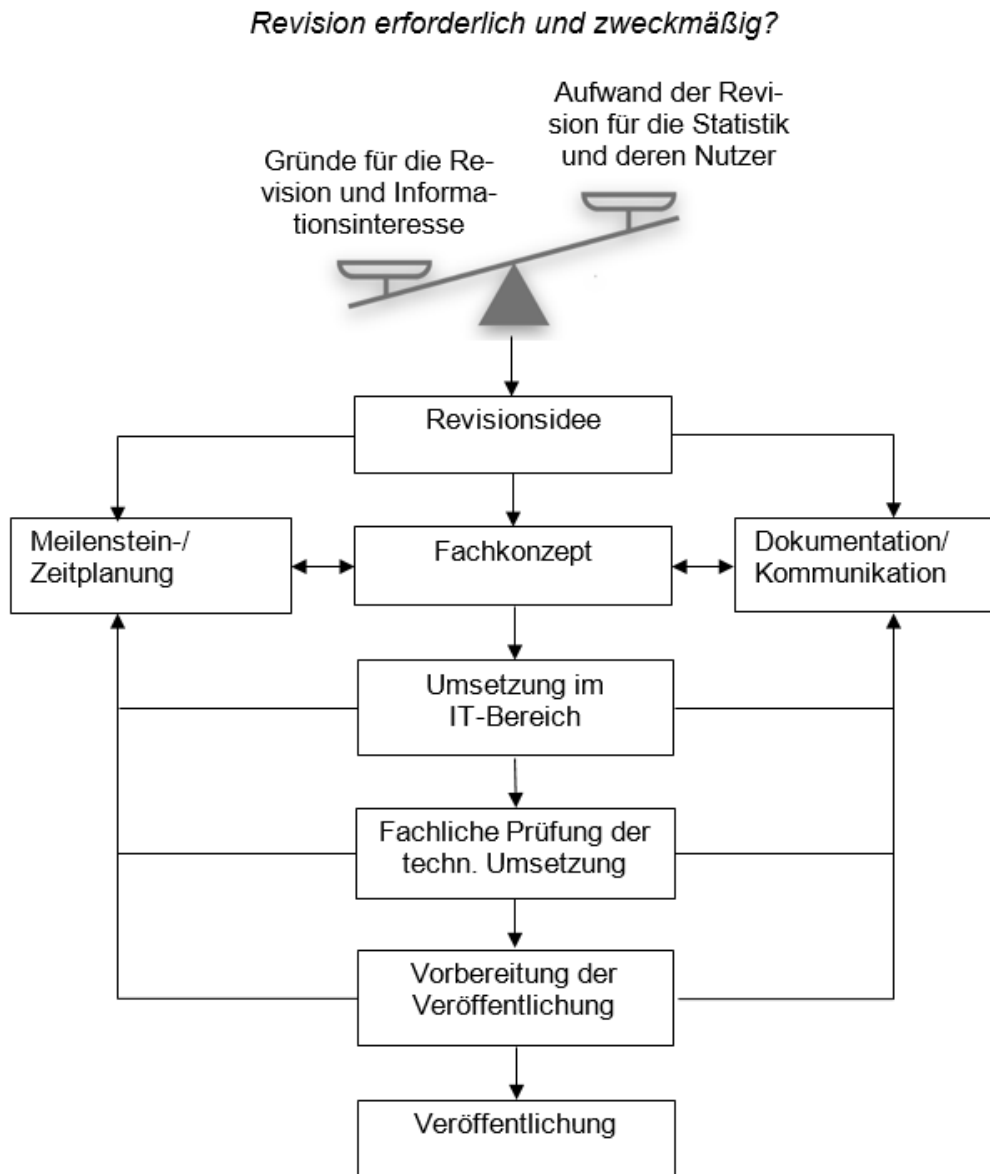 Revision erforderlich und zweckmäßig?
Aufwand der Revi-
sion für die Statistik
und deren Nutzer
Gründe für die Re-
vision und Informa-
tionsinteresse
Revisionsidee
Meilenstein-/
Zeitplanung
Fachkonzept
Dokumentation/
Kommunikation
Umsetzung im
IT-Bereich
Fachliche Prüfung der
techn. Umsetzung
Vorbereitung der
Veröffentlichung
Veröffentlichung